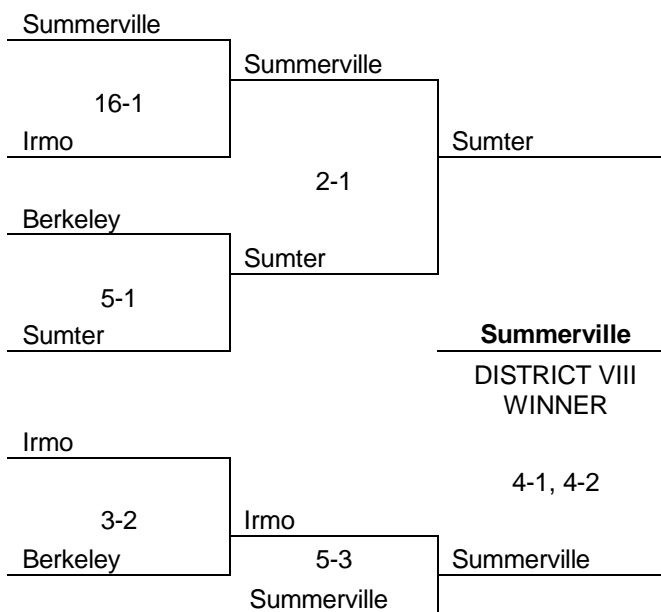 Summerville
Summerville
16-1
Irmo
Sumter
2-1
Berkeley
Sumter
5-1
Sumter
Summerville
DISTRICT VIII
WINNER
Irmo
4-1, 4-2
3-2
Irmo
Berkeley
5-3
Summerville
Summerville